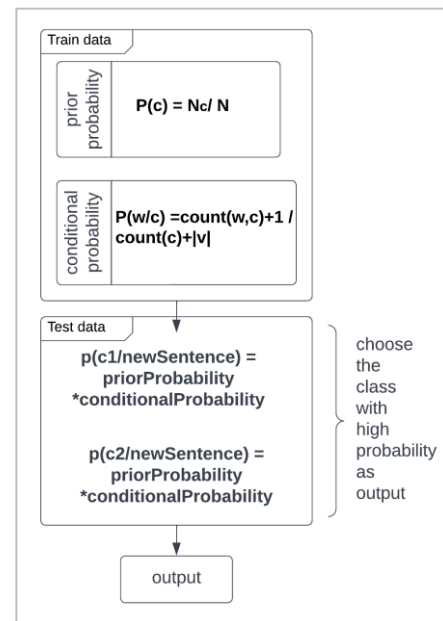 Train data
prior
probability
P(c) = Nc/ N
conditional
probability
P(w/c) =count(w,c)+1 /
count(c)+|v|
Test data
p(c1/newSentence) =
priorProbability
*conditionalProbability
p(c2/newSentence) =
priorProbability
*conditionalProbability
choose
the
class
with
high
probability
as
output
output